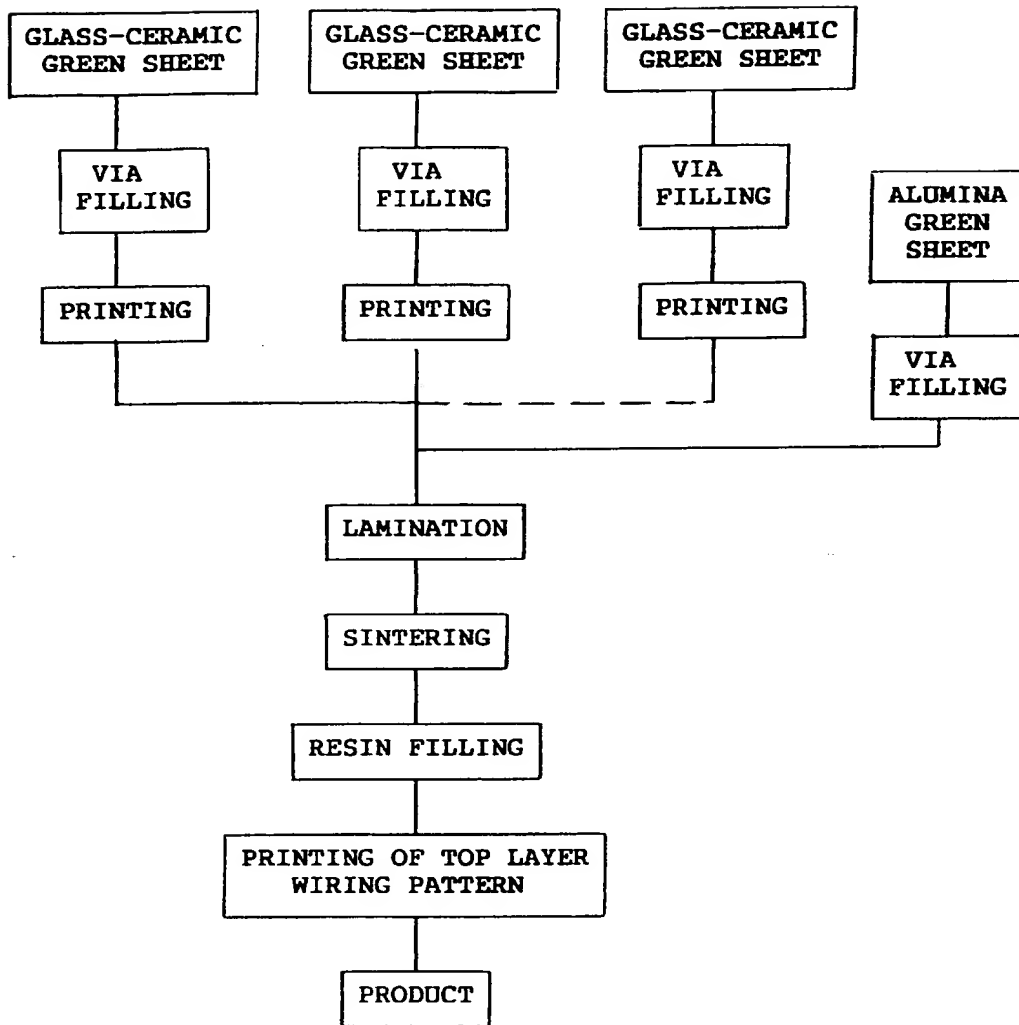 GLASS-CERAMIC
GREEN SHEET
GLASS-CERAMIC
GREEN SHEET
GLASS-CERAMIC
GREEN SHEET
VIA
FILLING
VIA
FILLING
VIA
FILLING
ALUMINA
GREEN
SHEET
PRINTING
PRINTING
PRINTING
VIA
FILLING
LAMINATION
SINTERING
RESIN FILLING
PRINTING OF TOP LAYER
WIRING PATTERN
PRODUCT